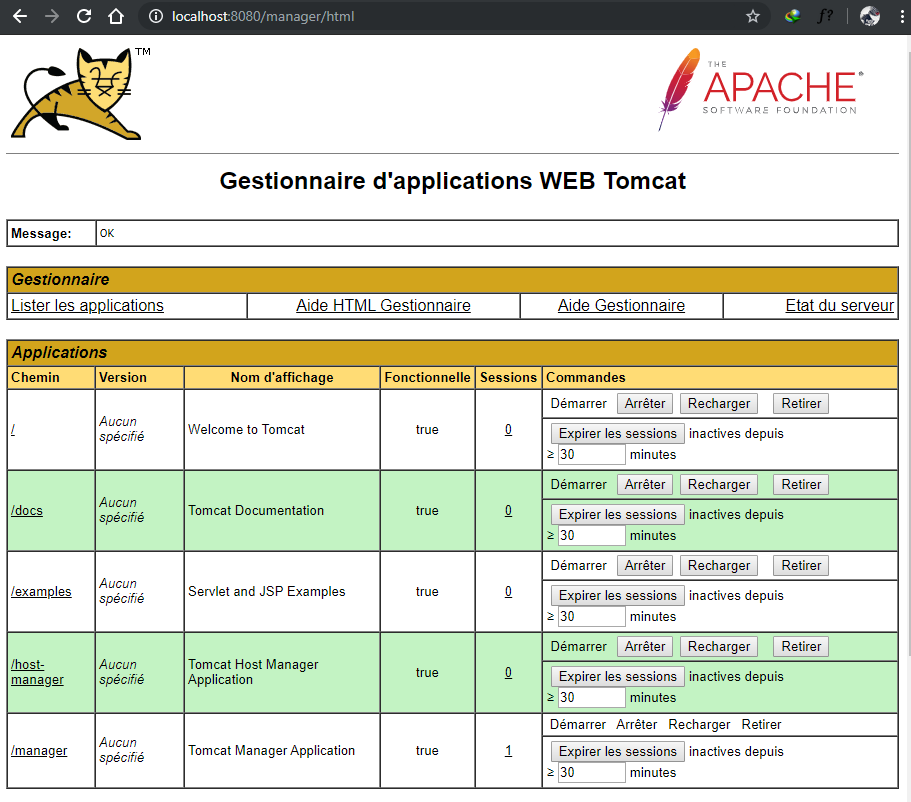 localhost:8080/manager/html
f?
TM
THE
APACHE®
SOFTWARE FOUNDATION
Gestionnaire d'applications WEB Tomcat
Message: OK
Gestionnaire
Lister les applications Aide HTML Gestionnaire Aide Gestionnaire Etat du serveur
Applications
Chemin Version Nom d'affichage Fonctionnelle Sessions Commandes
/ Aucun spécifié Welcome to Tomcat true 0 Démarrer Arrêter Recharger Retirer
Expirer les sessions inactives depuis
≥ 30 minutes
/docs Aucun spécifié Tomcat Documentation true 0 Démarrer Arrêter Recharger Retirer
Expirer les sessions inactives depuis
≥ 30 minutes
/examples Aucun spécifié Servlet and JSP Examples true 0 Démarrer Arrêter Recharger Retirer
Expirer les sessions inactives depuis
≥ 30 minutes
/host-manager Aucun spécifié Tomcat Host Manager Application true 0 Démarrer Arrêter Recharger Retirer
Expirer les sessions inactives depuis
≥ 30 minutes
/manager Aucun spécifié Tomcat Manager Application true 1 Démarrer Arrêter Recharger Retirer
Expirer les sessions inactives depuis
≥ 30 minutes